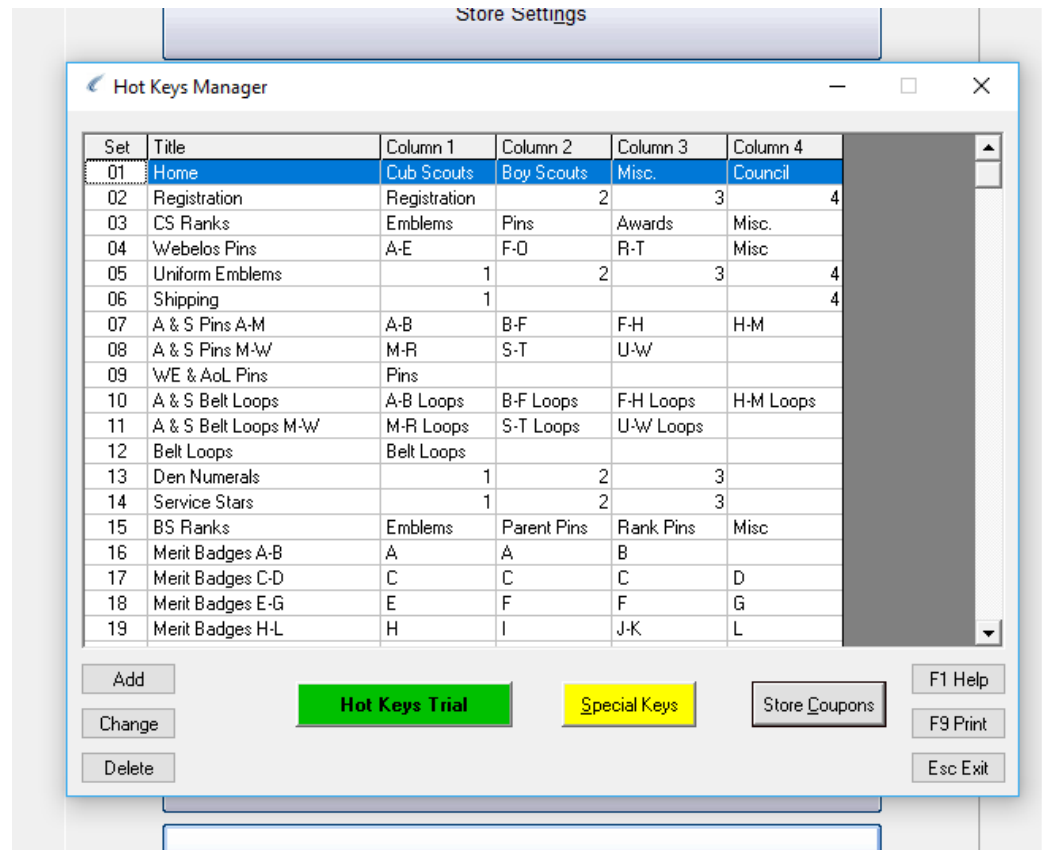 Store Settings
Hot Keys Manager
Set Title Column 1 Column 2 Column 3 Column 4
01 Home Cub Scouts Boy Scouts Misc. Council
02 Registration Registration 2 3 4
03 CS Ranks Emblems Pins Awards Misc.
04 Webelos Pins A-E F-O R-T Misc
05 Uniform Emblems 1 2 3 4
06 Shipping 1 4
07 A & S Pins A-M A-B B-F F-H H-M
08 A & S Pins M-W M-R S-T U-W
09 WE & AoL Pins Pins
10 A & S Belt Loops A-B Loops B-F Loops F-H Loops H-M Loops
11 A & S Belt Loops M-W M-R Loops S-T Loops U-W Loops
12 Belt Loops Belt Loops
13 Den Numerals 1 2 3
14 Service Stars 1 2 3
15 BS Ranks Emblems Parent Pins Rank Pins Misc
16 Merit Badges A-B A A B
17 Merit Badges C-D C C C D
18 Merit Badges E-G E F F G
19 Merit Badges H-L H I J-K L
Add F1 Help
Hot Keys Trial Special Keys Store Coupons
Change F9 Print
Delete Esc Exit